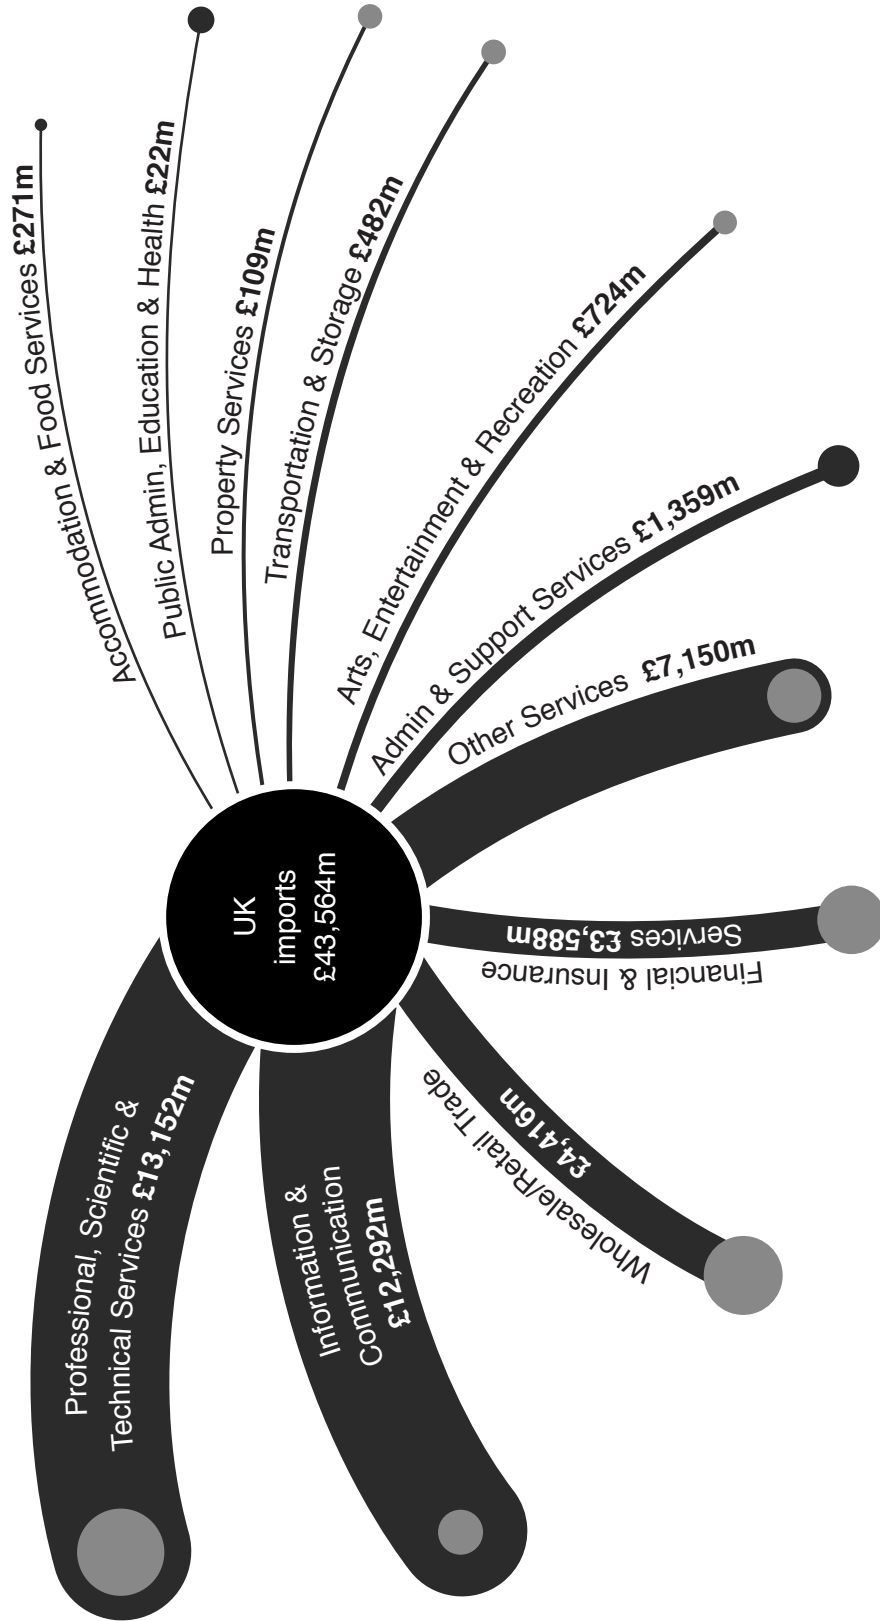 Accommodation & Food Services £271m
Public Admin, Education & Health £22m
Property Services £109m
Transportation & Storage £482m
Arts, Entertainment & Recreation £724m
Admin & Support Services £1,359m
Other Services £7,150m
Financial & Insurance
Services £3,588m
Wholesale/Retail Trade
£4,416m
Information &
Communication
£12,292m
Professional, Scientific &
Technical Services £13,152m
UK
imports
£43,564m